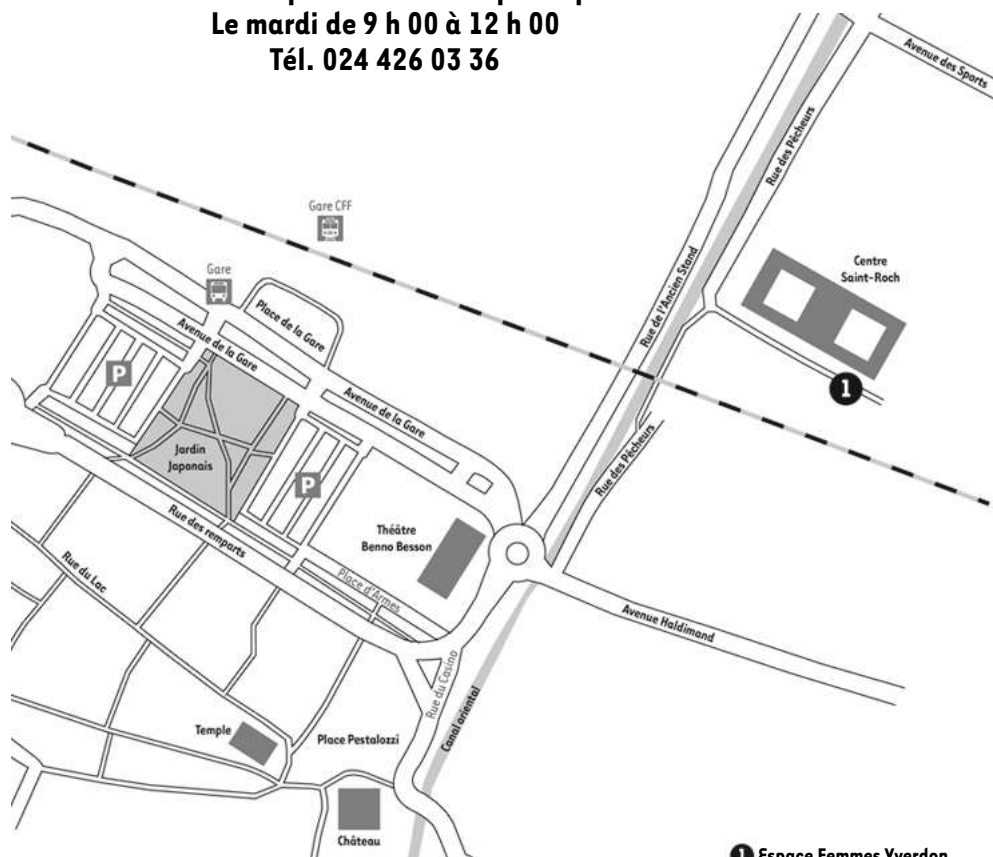 Le mardi de 9 h 00 à 12 h 00
Tél. 024 426 03 36
Avenue des Sports
Rue des Pêcheurs
Gare CFF
Centre
Saint-Roch
Gare
Rue de l'Ancien Stand
Place de la Gare
Avenue de la Gare
P
1
Avenue de la Gare
Jardin
Japonais
Rue des Pêcheurs
P
Rue des remparts
Théâtre
Benno Besson
Rue du Lac
Place d'Armes
Avenue Haldimand
Rue du Casino
Canal oriental
Temple
Place Pestalozzi
Château
1 Espace Femmes Yverdon